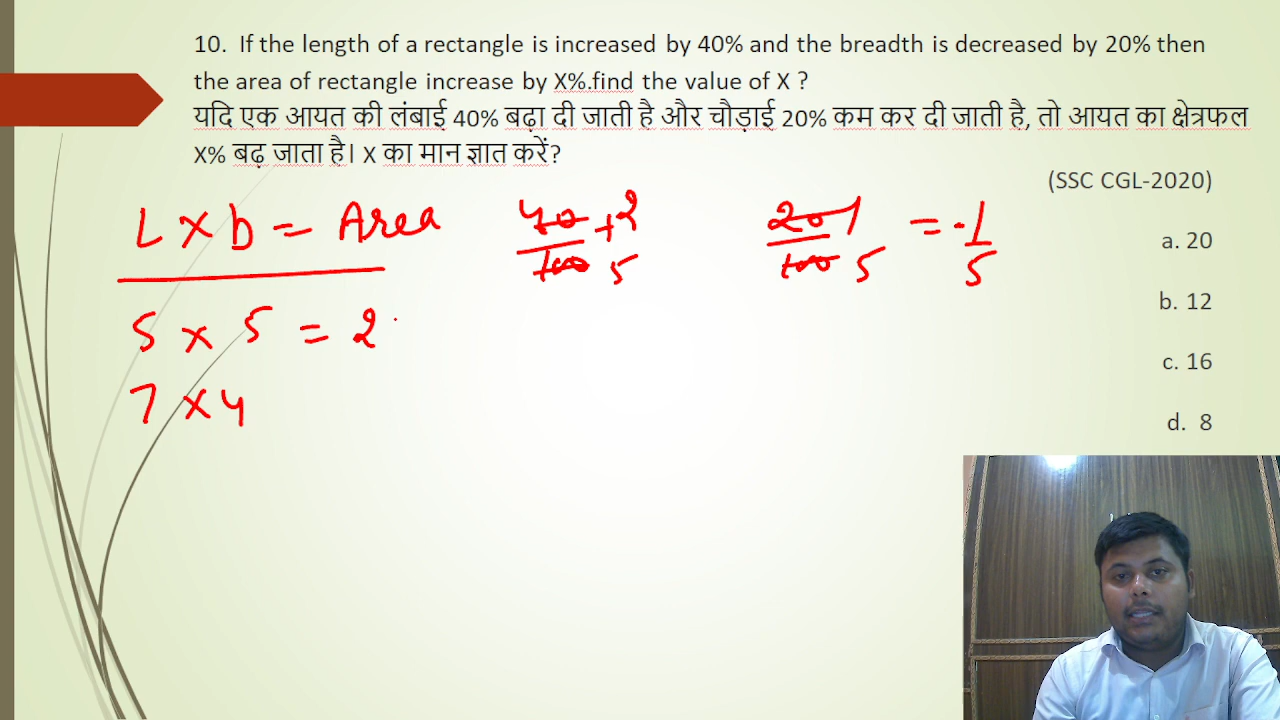 10. If the length of a rectangle is increased by 40% and the breadth is decreased by 20% then
the area of rectangle increase by X%.find the value of X ?
यदि एक आयत की लंबाई 40% बढ़ा दी जाती है और चौड़ाई 20% कम कर दी जाती है, तो आयत का क्षेत्रफल
X% बढ़ जाता है। X का मान ज्ञात करें?
(SSC CGL-2020)
L × b = Area
40/100 +2/5
20/100 1/5 = -1/5
a. 20
5 × 5 = 2
b. 12
7 × 4
c. 16
d. 8